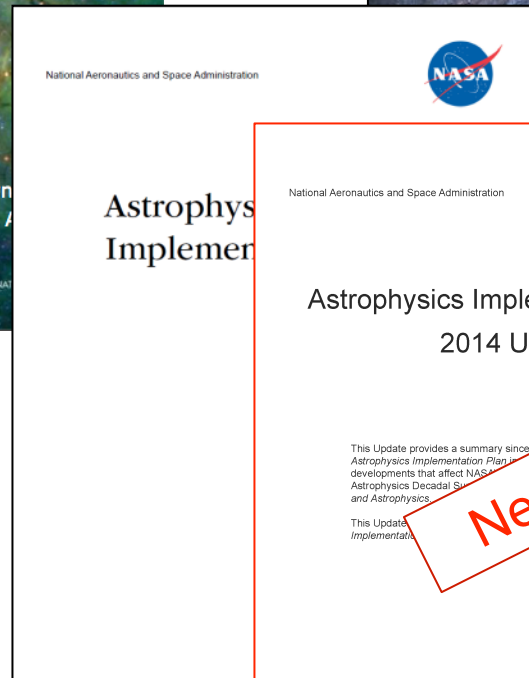 National Aeronautics and Space Administration
NASA
Astrophys
Implemen
National Aeronautics and Space Administration
Astrophysics Imple
2014 U
This Update provides a summary since
Astrophysics Implementation Plan
developments that affect NASA
Astrophysics Decadal
and Astrophysics,
This Update
Implementatio
Ne